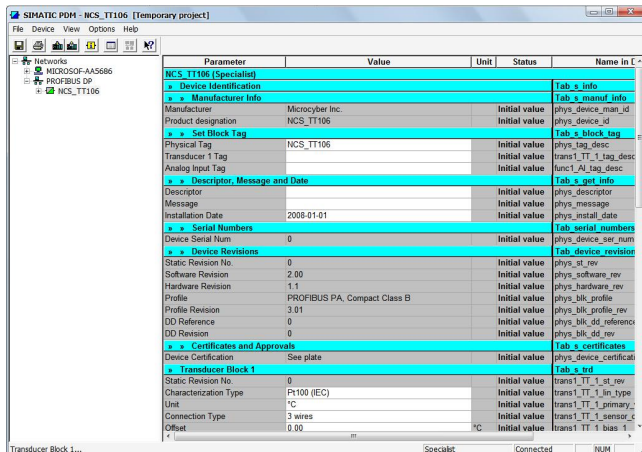 SIMATIC PDM - NCS_TT106 [Temporary project]
File Device View Options Help
Networks
MICROSOF-AA5686
PROFIBUS DP
NCS_TT106
Parameter Value Unit Status Name in D
NCS_TT106 (Specialist)
» Device Identification Tab_s_info
» » Manufacturer Info Tab_s_manuf_info
Manufacturer Microcyber Inc. Initial value phys_device_man_id
Product designation NCS_TT106 Initial value phys_device_id
» » Set Block Tag Tab_s_block_tag
Physical Tag NCS_TT106 Initial value phys_tag_desc
Transducer 1 Tag Initial value trans1_TT_1_tag_desc
Analog Input Tag Initial value func1_AI_tag_desc
» » Descriptor, Message and Date Tab_s_get_info
Descriptor Initial value phys_descriptor
Message Initial value phys_message
Installation Date 2008-01-01 Initial value phys_install_date
» » Serial Numbers Tab_serial_numbers
Device Serial Num 0 Initial value phys_device_ser_num
» » Device Revisions Tab_device_revision
Static Revision No. 0 Initial value phys_st_rev
Software Revision 2.00 Initial value phys_software_rev
Hardware Revision 1.1 Initial value phys_hardware_rev
Profile PROFIBUS PA, Compact Class B Initial value phys_blk_profile
Profile Revision 3.01 Initial value phys_blk_profile_rev
DD Reference 0 Initial value phys_blk_dd_reference
DD Revision 0 Initial value phys_blk_dd_rev
» » Certificates and Approvals Tab_s_certificates
Device Certification See plate Initial value phys_device_certificati
» Transducer Block 1 Tab_s_trd
Static Revision No. 0 Initial value trans1_TT_1_st_rev
Characterization Type Pt100 (IEC) Initial value trans1_TT_1_lin_type
Unit °C Initial value trans1_TT_1_primary_
Connection Type 3 wires Initial value trans1_TT_1_sensor_c
Offset 0.00 °C Initial value trans1_TT_1_bias_1
Transducer Block 1... Specialist Connected NUM